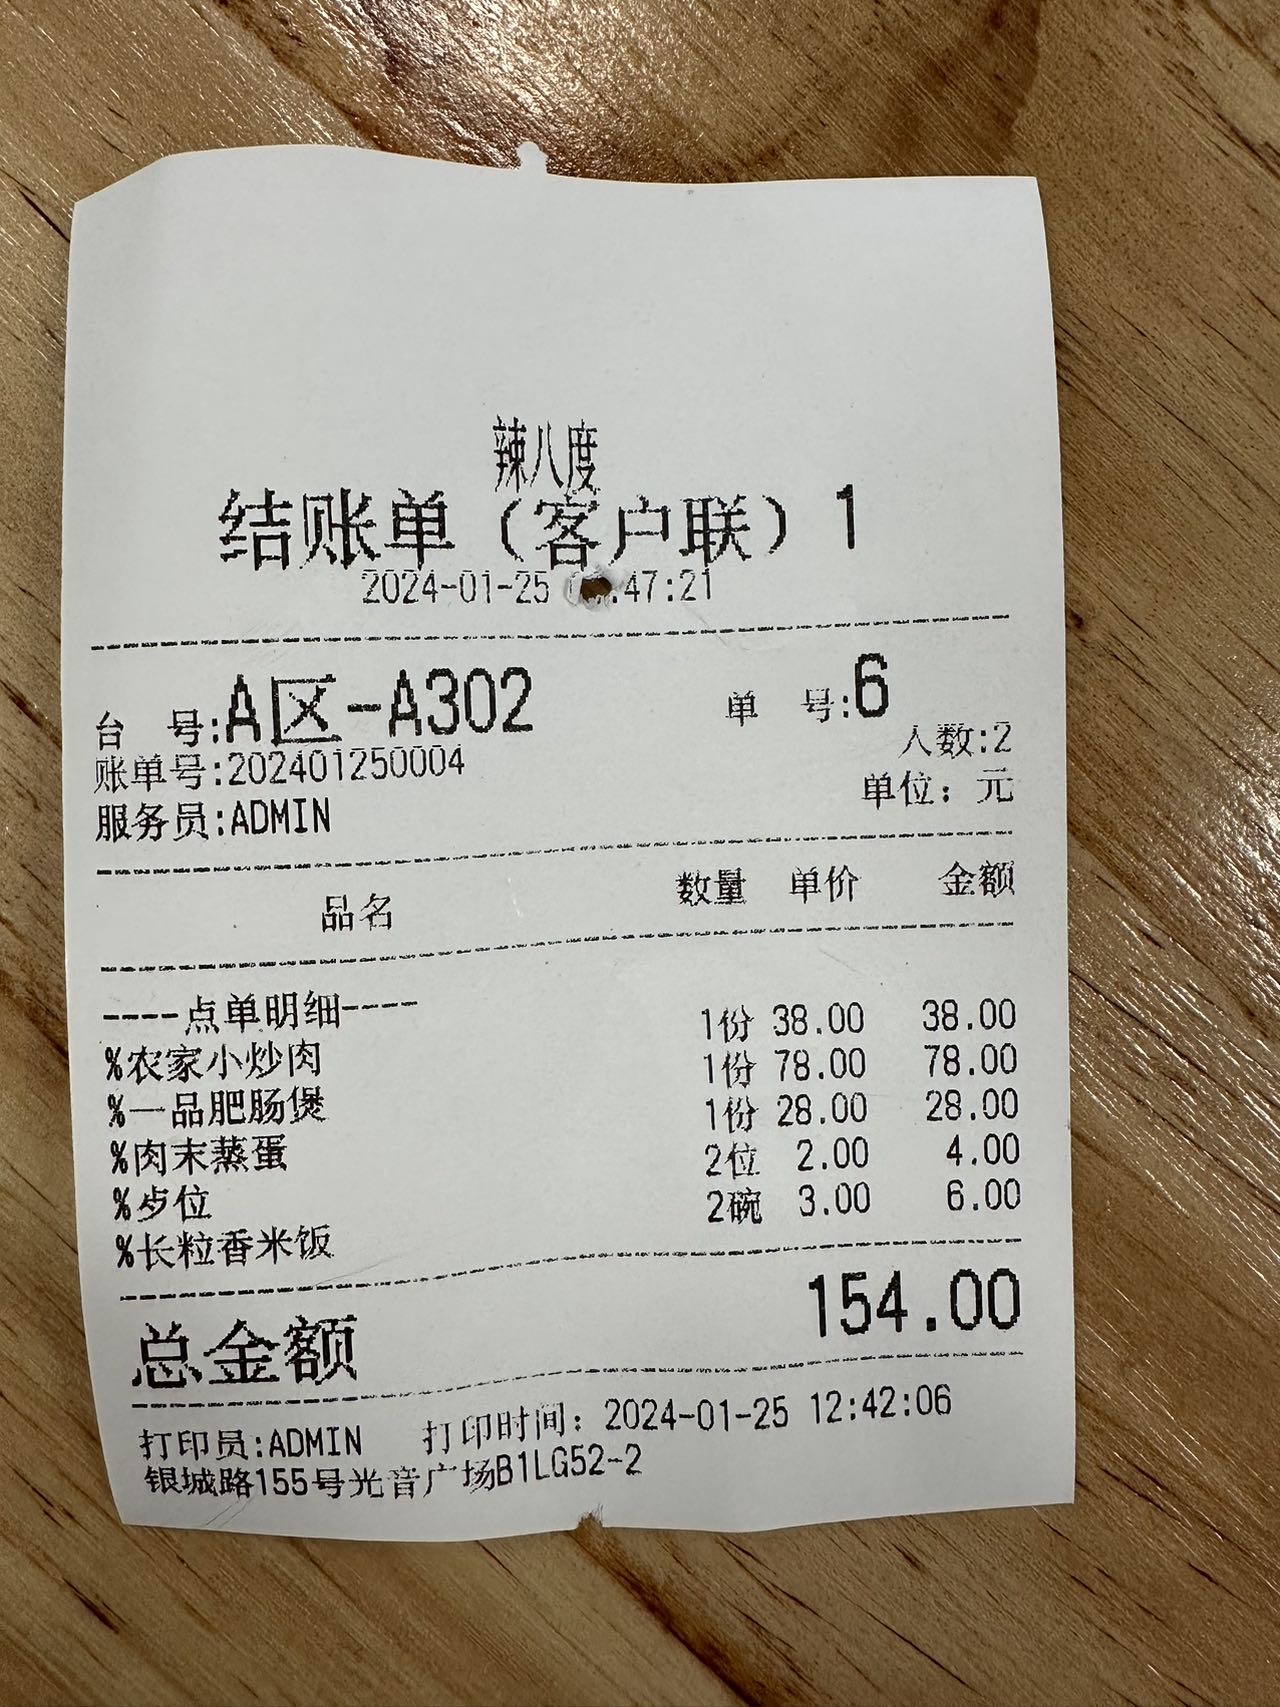 辣八度
结账单（客户联）1
2024-01-25 :47:21
台 号:A区-A302 单 号:6
账单号:202401250004 人数:2
服务员:ADMIN 单位：元
品名 数量 单价 金额
----点单明细----
%农家小炒肉 1份 38.00 38.00
%一品肥肠煲 1份 78.00 78.00
%肉末蒸蛋 1份 28.00 28.00
%歺位 2位 2.00 4.00
%长粒香米饭 2碗 3.00 6.00
总金额 154.00
打印员:ADMIN 打印时间：2024-01-25 12:42:06
银城路155号光音广场B1LG52-2